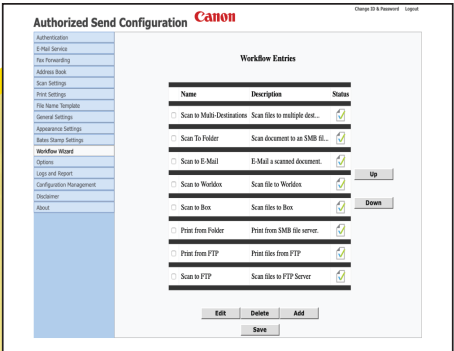 Change ID & Password Logout
Authorized Send Configuration Canon
Authentication
E-Mail Service
Fax Forwarding
Address Book
Scan Settings
Print Settings
File Name Template
General Settings
Appearance Settings
Bates Stamp Settings
Workflow Wizard
Options
Logs and Report
Configuration Management
Disclaimer
About
Workflow Entries
Name Description Status
Scan to Multi-Destinations Scan files to multiple dest...
Scan To Folder Scan document to an SMB fil...
Scan to E-Mail E-Mail a scanned document.
Scan to Worldox Scan file to Worldox
Scan to Box Scan files to Box
Print from Folder Print from SMB file server.
Print from FTP Print files from FTP
Scan to FTP Scan files to FTP Server
Up
Down
Edit Delete Add
Save